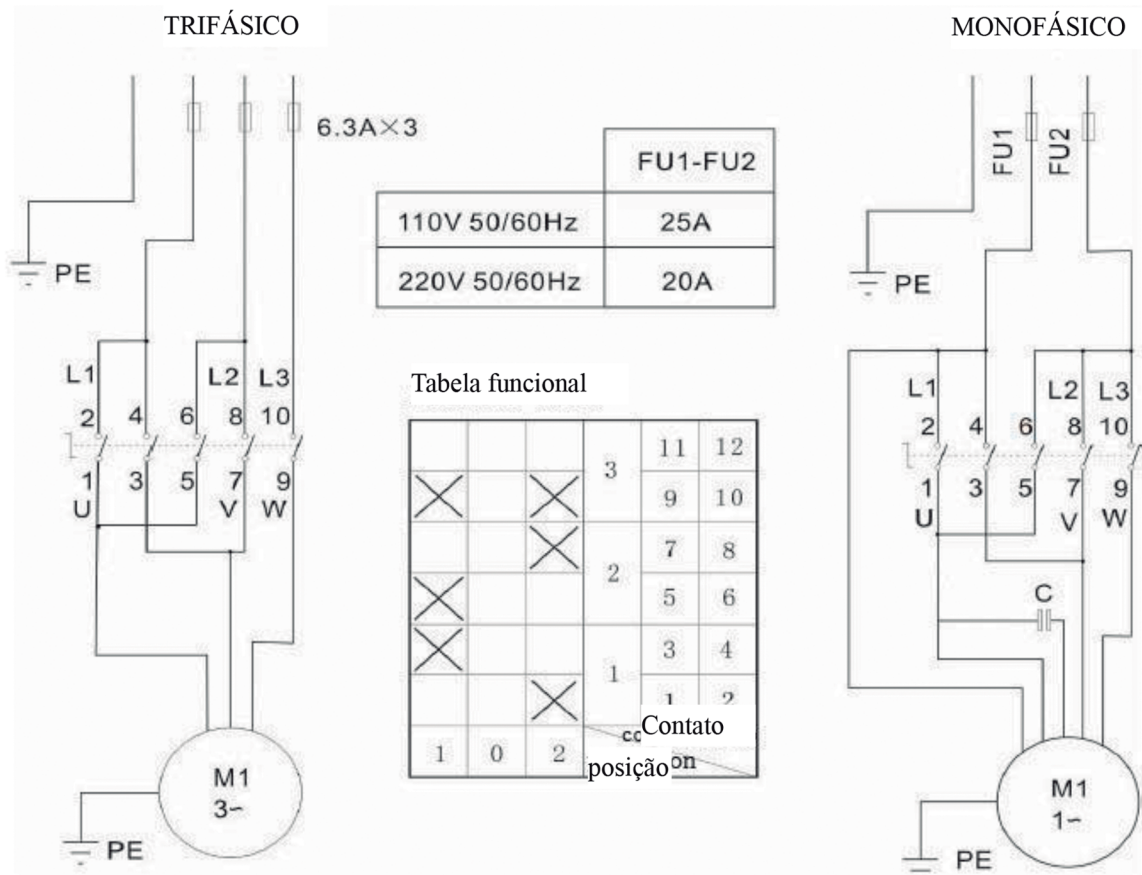 TRIFÁSICO
MONOFÁSICO
6.3A×3
FU1
FU2
FU1-FU2
110V 50/60Hz 25A
220V 50/60Hz 20A
PE
PE
L1 L2 L3
2 4 6 8 10
1 3 5 7 9
U V W
Tabela funcional
3 11 12
9 10
2 7 8
5 6
1 3 4
1 2
Contato
posição
1 0 2
L1 L2 L3
2 4 6 8 10
1 3 5 7 9
U V W
C
M1
3~
PE
M1
1~
PE